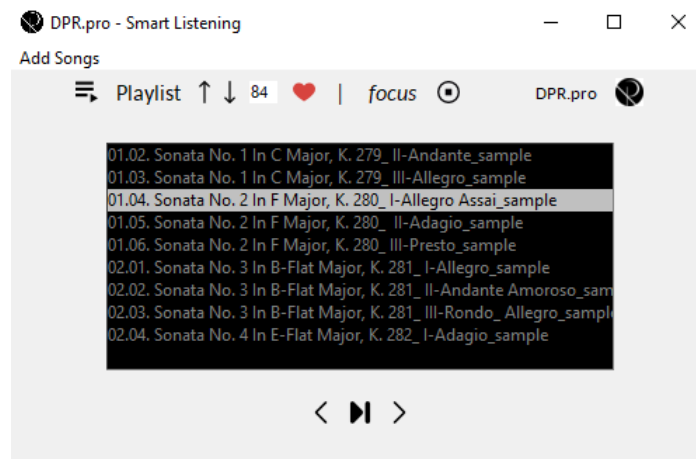 DPR.pro - Smart Listening
Add Songs
Playlist ↑ ↓ 84 | focus DPR.pro
01.02. Sonata No. 1 In C Major, K. 279_ II-Andante_sample
01.03. Sonata No. 1 In C Major, K. 279_ III-Allegro_sample
01.04. Sonata No. 2 In F Major, K. 280_ I-Allegro Assai_sample
01.05. Sonata No. 2 In F Major, K. 280_  II-Adagio_sample
01.06. Sonata No. 2 In F Major, K. 280_ III-Presto_sample
02.01. Sonata No. 3 In B-Flat Major, K. 281_ I-Allegro_sample
02.02. Sonata No. 3 In B-Flat Major, K. 281_ II-Andante Amoroso_sam
02.03. Sonata No. 3 In B-Flat Major, K. 281_ III-Rondo_ Allegro_sampl
02.04. Sonata No. 4 In E-Flat Major, K. 282_ I-Adagio_sample